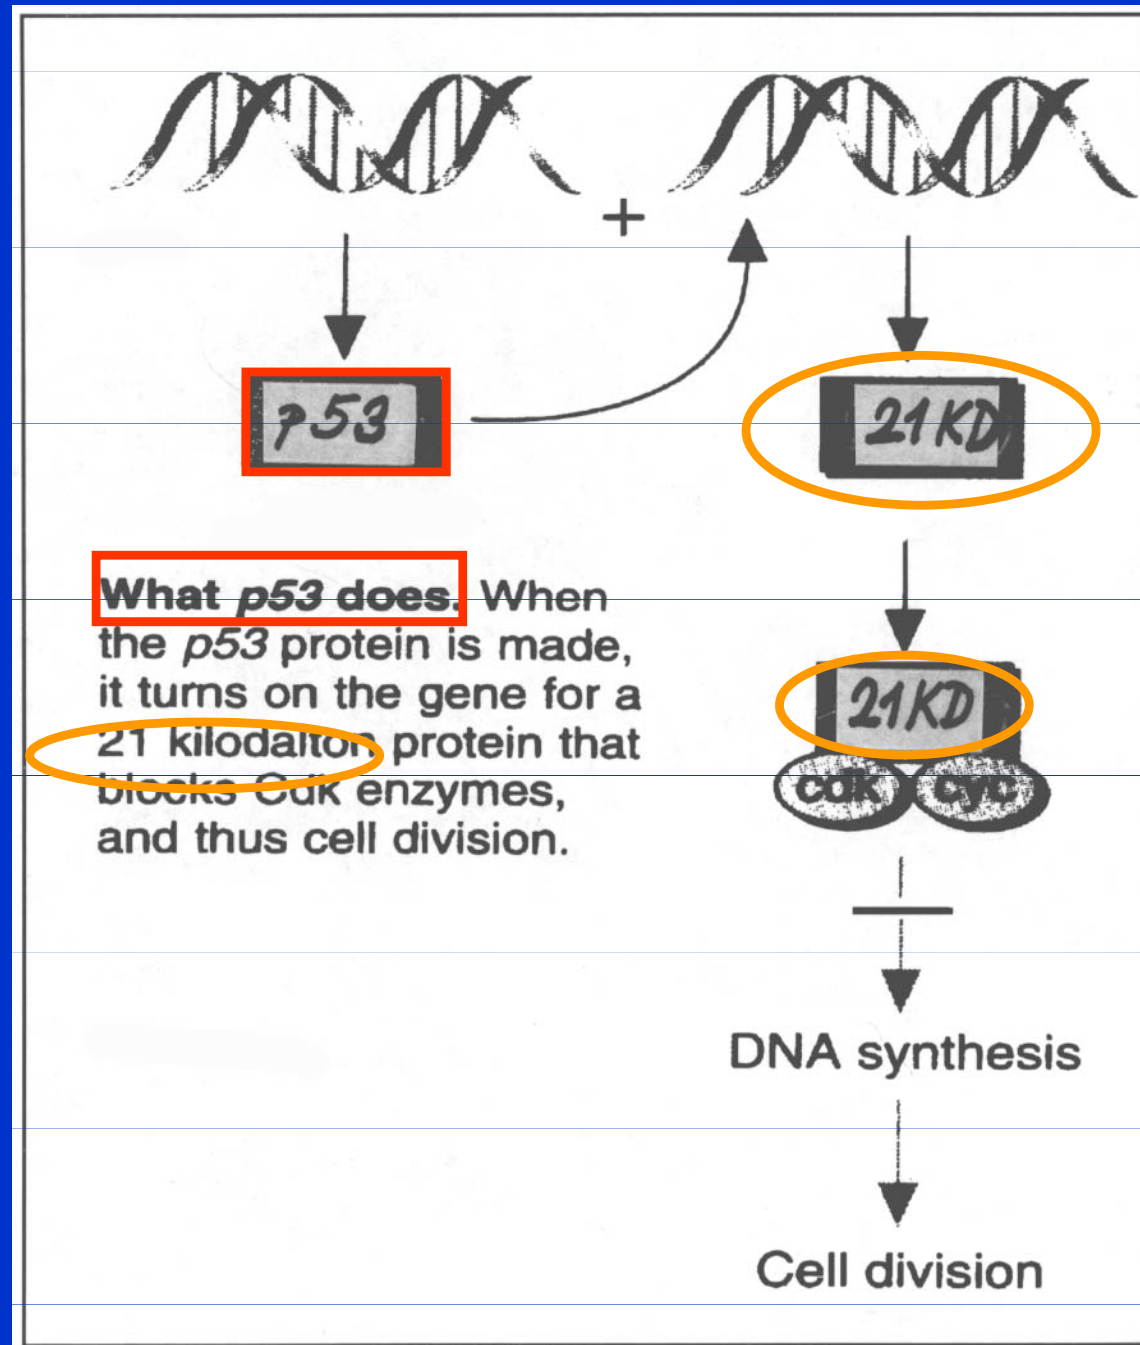 +
p53
21KD
What p53 does. When
the p53 protein is made,
it turns on the gene for a
21 kilodalton protein that
blocks Cdk enzymes,
and thus cell division.
21KD
cdk cyc
DNA synthesis
Cell division